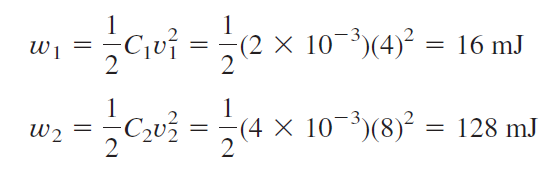 w₁ = 1/2 C₁v₁² = 1/2 (2 × 10⁻³)(4)² = 16 mJ
w₂ = 1/2 C₂v₂² = 1/2 (4 × 10⁻³)(8)² = 128 mJ